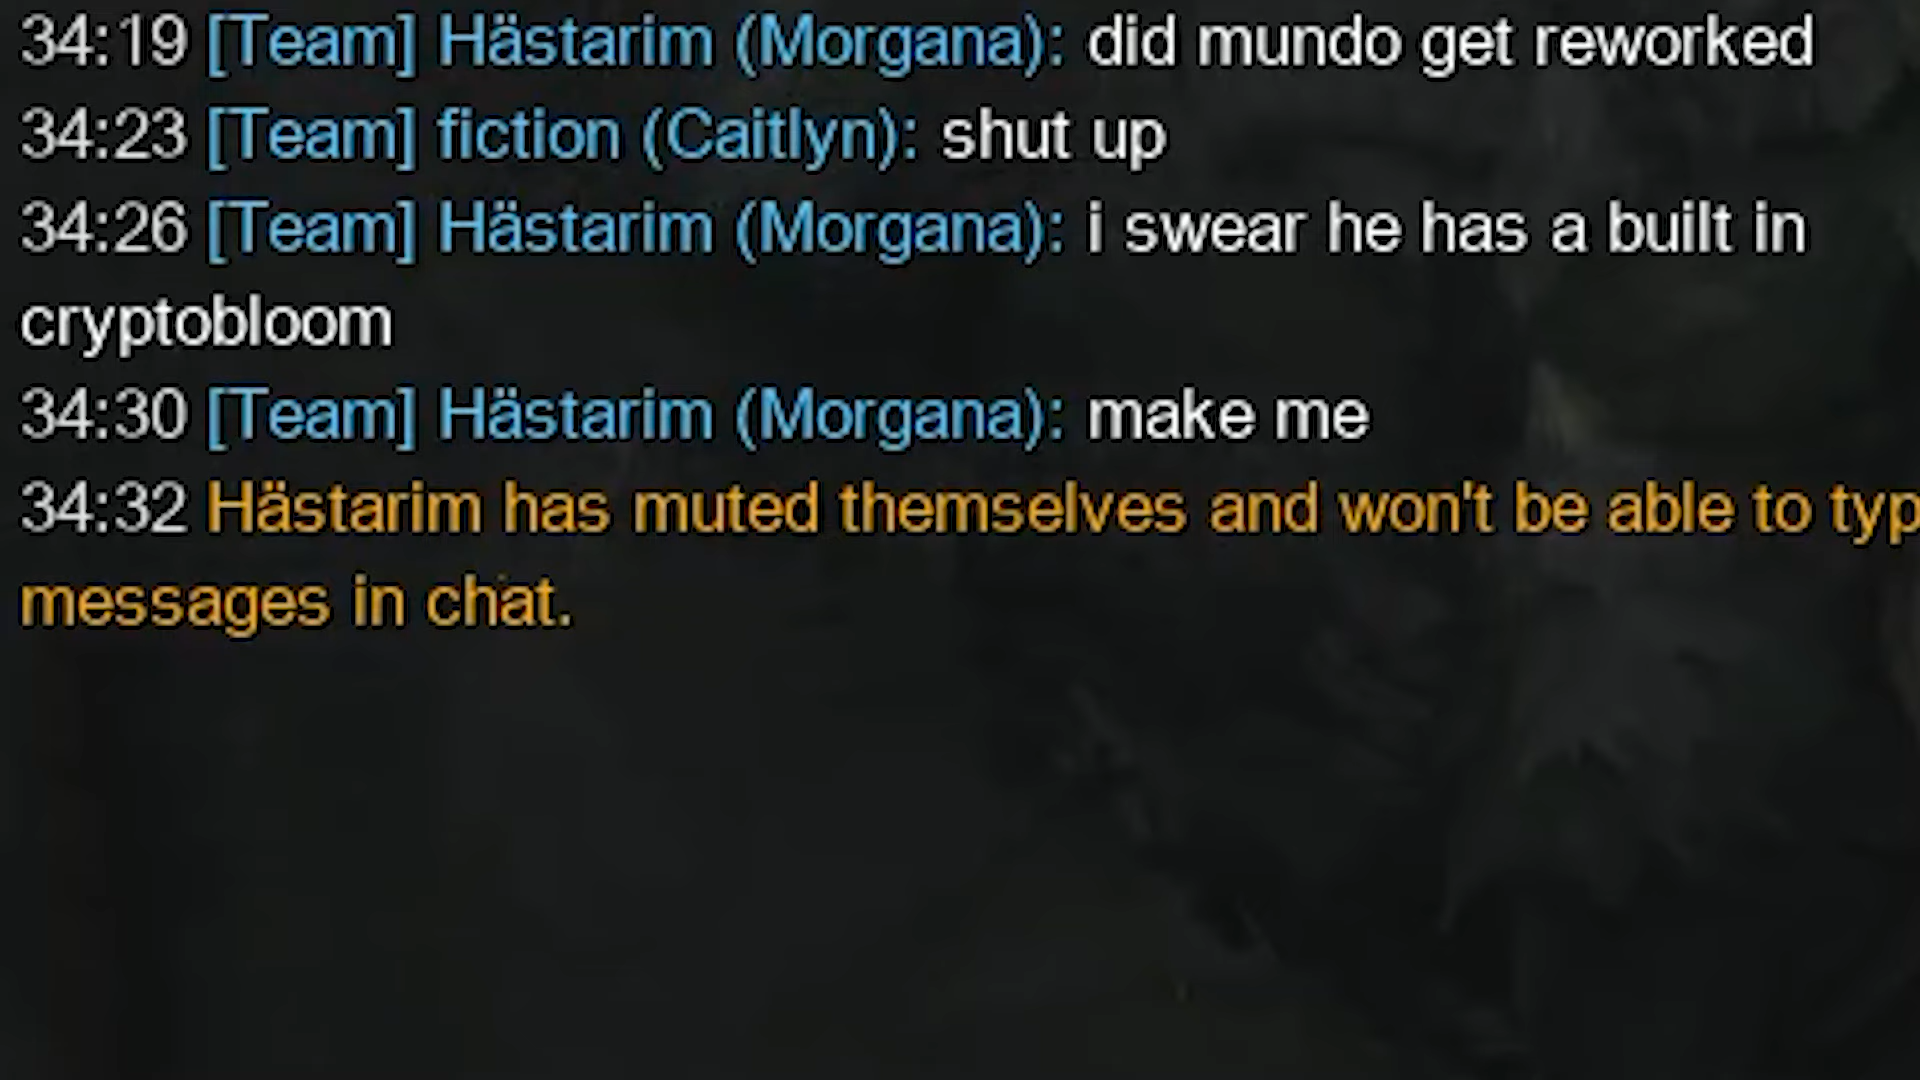 34:19 [Team] Hästarim (Morgana): did mundo get reworked
34:23 [Team] fiction (Caitlyn): shut up
34:26 [Team] Hästarim (Morgana): i swear he has a built in
cryptobloom
34:30 [Team] Hästarim (Morgana): make me
34:32 Hästarim has muted themselves and won't be able to typ
messages in chat.